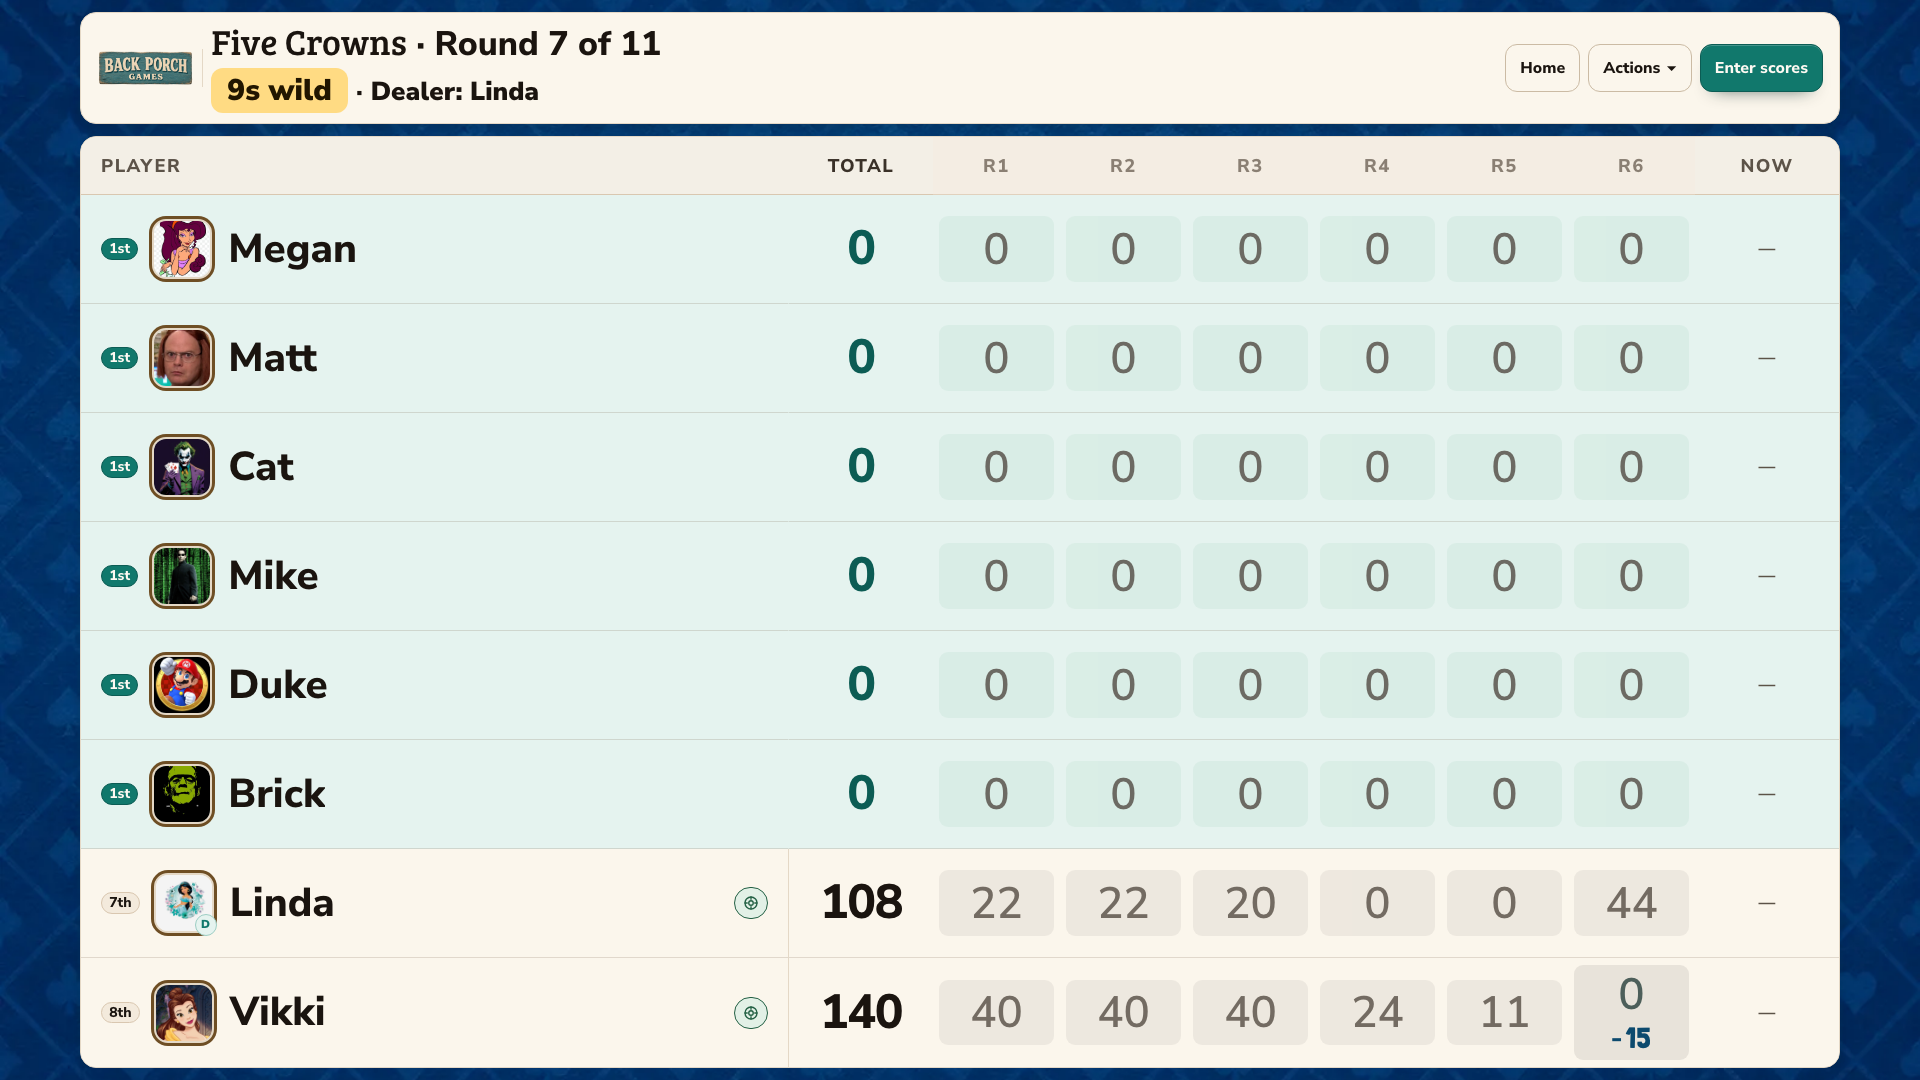 BACK PORCH
GAMES
Five Crowns · Round 7 of 11
9s wild · Dealer: Linda
Home
Actions
Enter scores
PLAYER TOTAL R1 R2 R3 R4 R5 R6 NOW
1st Megan 0 0 0 0 0 0 0 –
1st Matt 0 0 0 0 0 0 0 –
1st Cat 0 0 0 0 0 0 0 –
1st Mike 0 0 0 0 0 0 0 –
1st Duke 0 0 0 0 0 0 0 –
1st Brick 0 0 0 0 0 0 0 –
7th D Linda 108 22 22 20 0 0 44 –
8th Vikki 140 40 40 40 24 11 0 –
-15